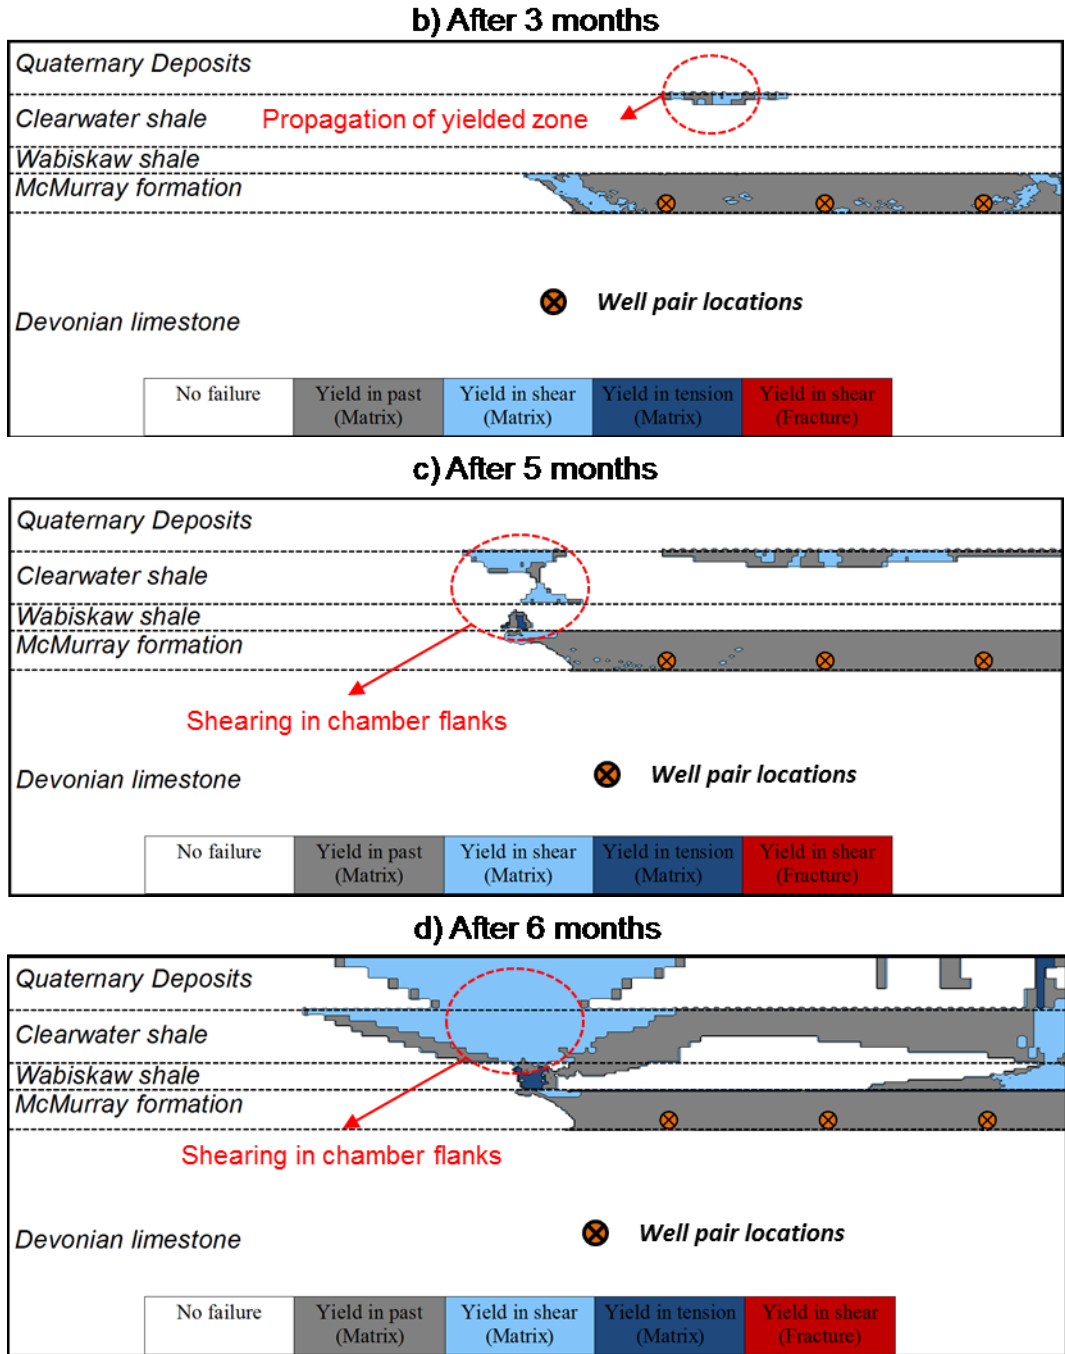 b) After 3 months
Quaternary Deposits
Clearwater shale
Propagation of yielded zone
Wabiskaw shale
McMurray formation
Well pair locations
Devonian limestone
No failure
Yield in past
(Matrix)
Yield in shear
(Matrix)
Yield in tension
(Matrix)
Yield in shear
(Fracture)
c) After 5 months
Quaternary Deposits
Clearwater shale
Wabiskaw shale
McMurray formation
Shearing in chamber flanks
Devonian limestone
Well pair locations
No failure
Yield in past
(Matrix)
Yield in shear
(Matrix)
Yield in tension
(Matrix)
Yield in shear
(Fracture)
d) After 6 months
Quaternary Deposits
Clearwater shale
Wabiskaw shale
McMurray formation
Shearing in chamber flanks
Devonian limestone
Well pair locations
No failure
Yield in past
(Matrix)
Yield in shear
(Matrix)
Yield in tension
(Matrix)
Yield in shear
(Fracture)